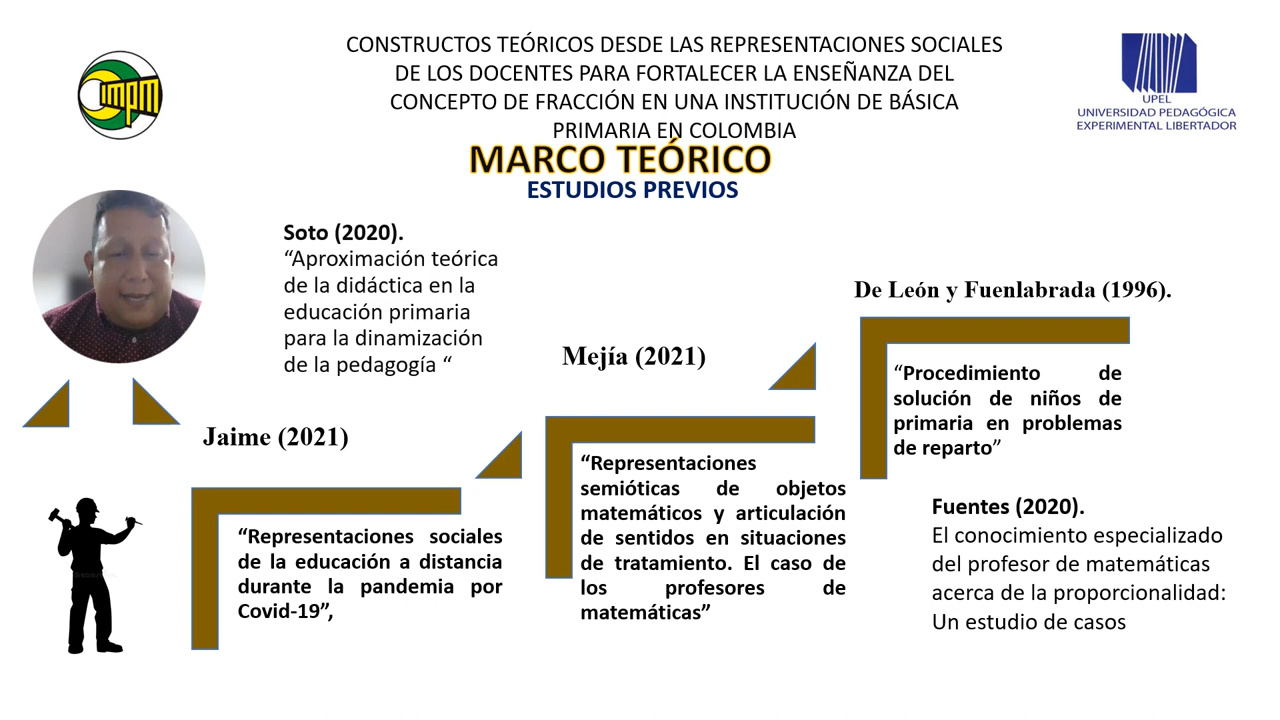 CONSTRUCTOS TEÓRICOS DESDE LAS REPRESENTACIONES SOCIALES
DE LOS DOCENTES PARA FORTALECER LA ENSEÑANZA DEL
CONCEPTO DE FRACCIÓN EN UNA INSTITUCIÓN DE BÁSICA
PRIMARIA EN COLOMBIA
MARCO TEÓRICO
ESTUDIOS PREVIOS
impm
UPEL
UNIVERSIDAD PEDAGÓGICA
EXPERIMENTAL LIBERTADOR
Soto (2020).
“Aproximación teórica
de la didáctica en la
educación primaria
para la dinamización
de la pedagogía “
Jaime (2021)
“Representaciones sociales
de la educación a distancia
durante la pandemia por
Covid-19”,
Mejía (2021)
“Representaciones
semióticas de objetos
matemáticos y articulación
de sentidos en situaciones
de tratamiento. El caso de
los profesores de
matemáticas”
De León y Fuenlabrada (1996).
“Procedimiento de
solución de niños de
primaria en problemas
de reparto”
Fuentes (2020).
El conocimiento especializado
del profesor de matemáticas
acerca de la proporcionalidad:
Un estudio de casos